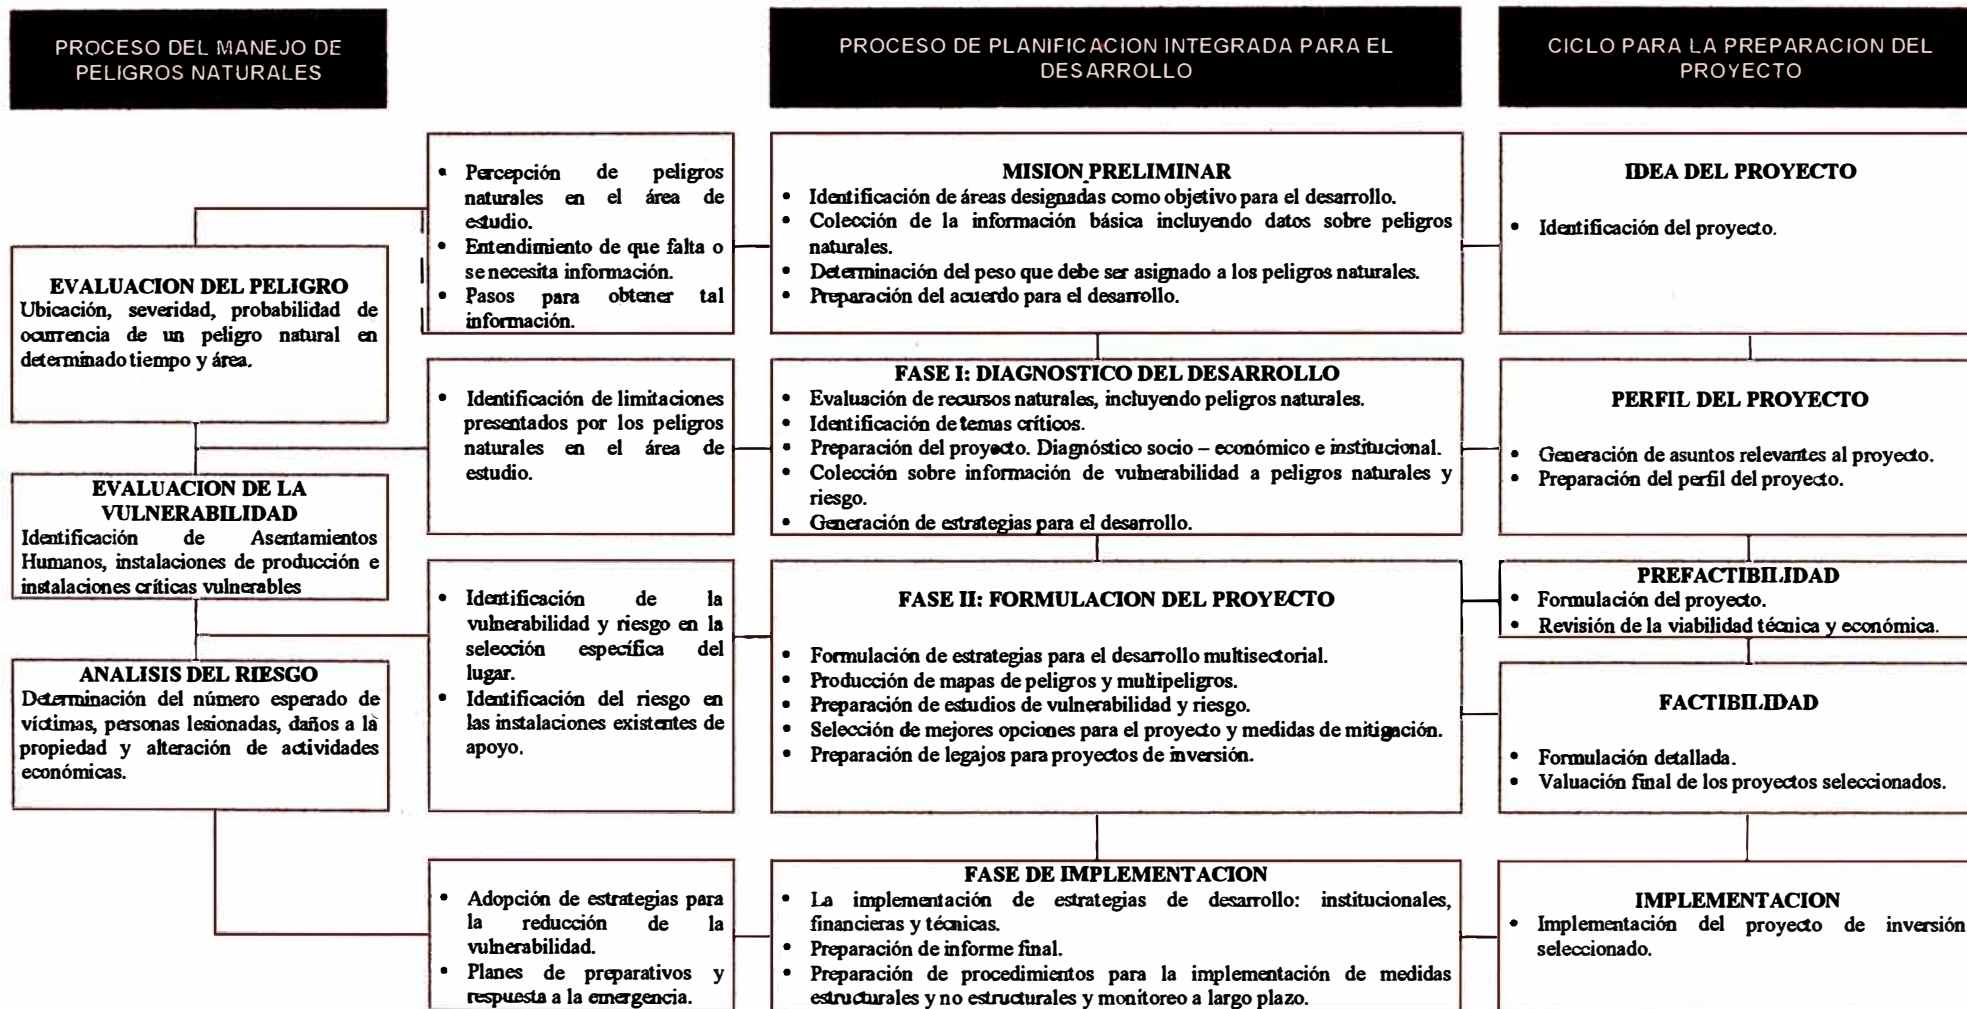 PROCESO DEL MANEJO DE
PELIGROS NATURALES
PROCESO DE PLANIFICACION INTEGRADA PARA EL
DESARROLLO
CICLO PARA LA PREPARACION DEL
PROYECTO
EVALUACION DEL PELIGRO
Ubicación, severidad, probabilidad de
ocurrencia de un peligro natural en
determinado tiempo y área.
EVALUACION DE LA
VULNERABILIDAD
Identificación de Asentamientos
Humanos, instalaciones de producción e
instalaciones críticas vulnerables
ANALISIS DEL RIESGO
Determinación del número esperado de
víctimas, personas lesionadas, daños a la
propiedad y alteración de actividades
económicas.
• Percepción de peligros
naturales en el área de
estudio.
• Entendimiento de que falta o
se necesita información.
• Pasos para obtener tal
información.
• Identificación de limitaciones
presentados por los peligros
naturales en el área de
estudio.
• Identificación de la
vulnerabilidad y riesgo en la
selección específica del
lugar.
• Identificación del riesgo en
las instalaciones existentes de
apoyo.
• Adopción de estrategias para
la reducción de la
vulnerabilidad.
• Planes de preparativos y
respuesta a la emergencia.
MISION PRELIMINAR
• Identificación de áreas designadas como objetivo para el desarrollo.
• Colección de la información básica incluyendo datos sobre peligros
naturales.
• Determinación del peso que debe ser asignado a los peligros naturales.
• Preparación del acuerdo para el desarrollo.
FASE I: DIAGNOSTICO DEL DESARROLLO
• Evaluación de recursos naturales, incluyendo peligros naturales.
• Identificación de temas críticos.
• Preparación del proyecto. Diagnóstico socio – económico e institucional.
• Colección sobre información de vulnerabilidad a peligros naturales y
riesgo.
• Generación de estrategias para el desarrollo.
FASE II: FORMULACION DEL PROYECTO
• Formulación de estrategias para el desarrollo multisectorial.
• Producción de mapas de peligros y multipeligros.
• Preparación de estudios de vulnerabilidad y riesgo.
• Selección de mejores opciones para el proyecto y medidas de mitigación.
• Preparación de legajos para proyectos de inversión.
FASE DE IMPLEMENTACION
• La implementación de estrategias de desarrollo: institucionales,
financieras y técnicas.
• Preparación de informe final.
• Preparación de procedimientos para la implementación de medidas
estructurales y no estructurales y monitoreo a largo plazo.
IDEA DEL PROYECTO
• Identificación del proyecto.
PERFIL DEL PROYECTO
• Generación de asuntos relevantes al proyecto.
• Preparación del perfil del proyecto.
PREFACTIBILIDAD
• Formulación del proyecto.
• Revisión de la viabilidad técnica y económica.
FACTIBILIDAD
• Formulación detallada.
• Valuación final de los proyectos seleccionados.
IMPLEMENTACION
• Implementación del proyecto de inversión
seleccionado.